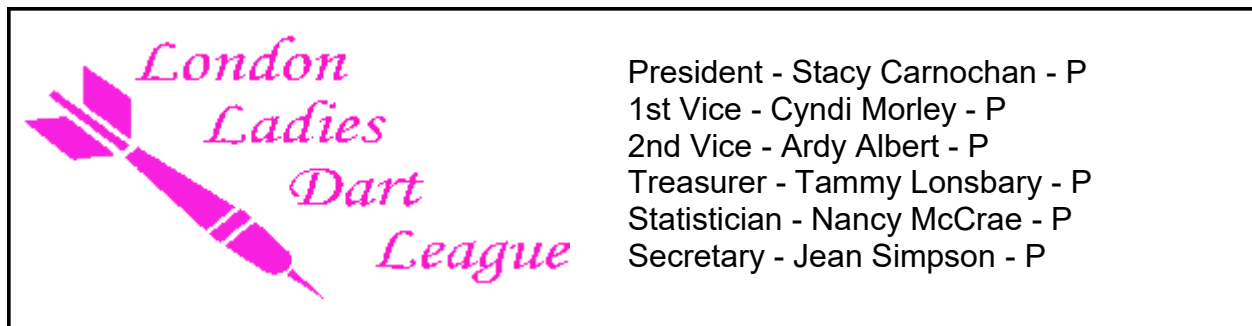 London
Ladies
Dart
League
President - Stacy Carnochan - P
1st Vice - Cyndi Morley - P
2nd Vice - Ardy Albert - P
Treasurer - Tammy Lonsbary - P
Statistician - Nancy McCrae - P
Secretary - Jean Simpson - P